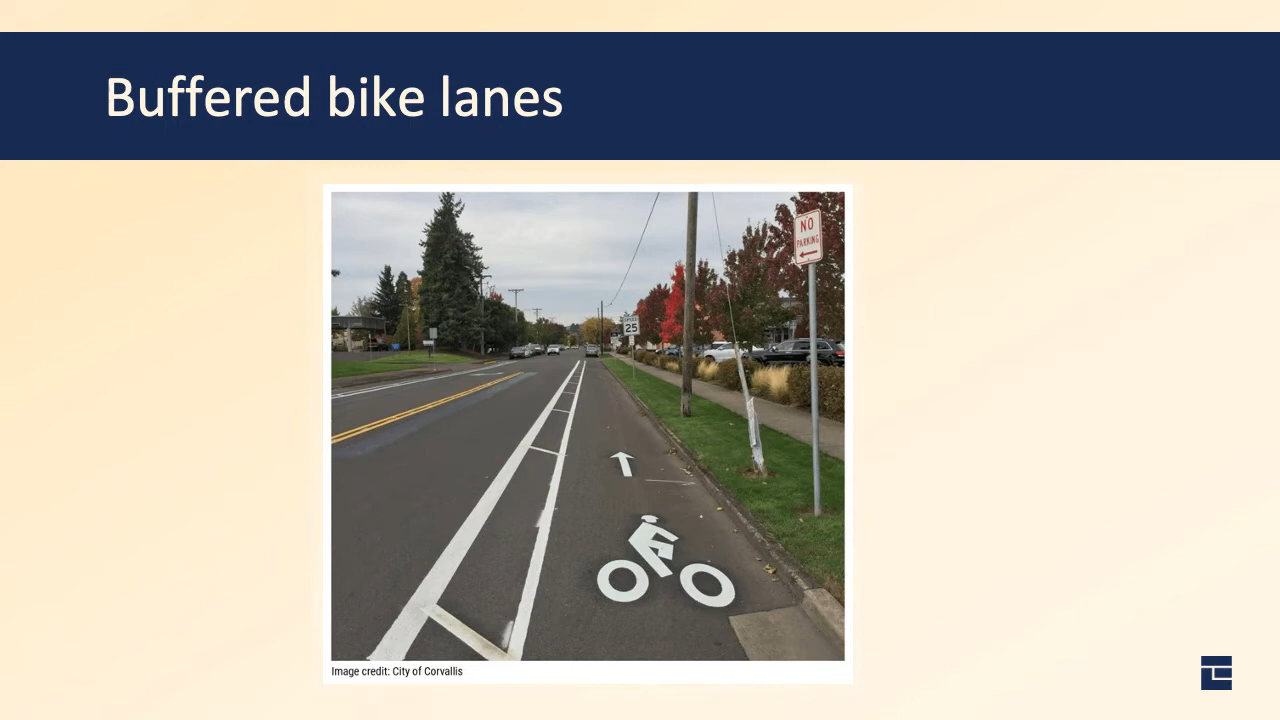 Buffered bike lanes
NO
PARKING
SPEED
25
Image credit: City of Corvallis